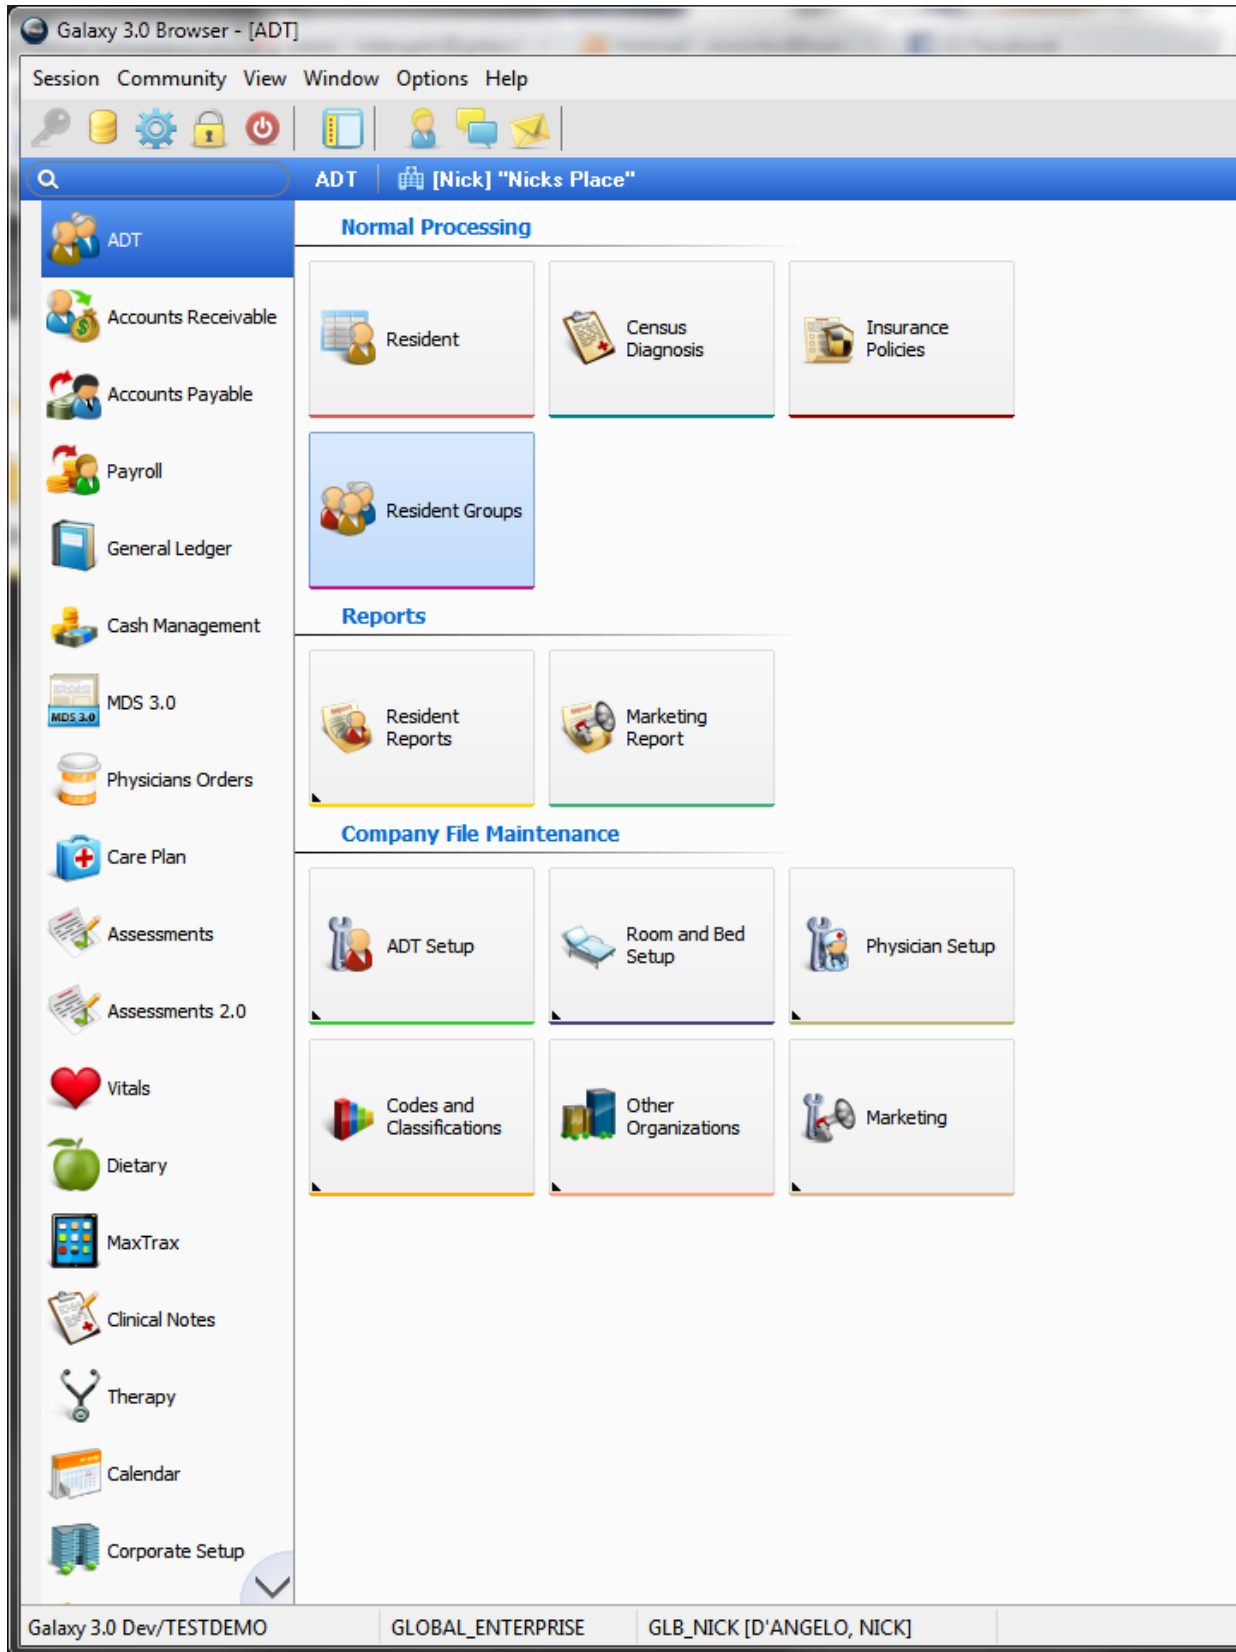 Galaxy 3.0 Browser - [ADT]
Session Community View Window Options Help
ADT [Nick] "Nicks Place"
ADT
Accounts Receivable
Accounts Payable
Payroll
General Ledger
Cash Management
MDS 3.0
MDS 3.0
Physicians Orders
Care Plan
Assessments
Assessments 2.0
Vitals
Dietary
MaxTrax
Clinical Notes
Therapy
Calendar
Corporate Setup
Normal Processing
Resident
Census
Diagnosis
Insurance
Policies
Resident Groups
Reports
Resident
Reports
Marketing
Report
Company File Maintenance
ADT Setup
Room and Bed
Setup
Physician Setup
Codes and
Classifications
Other
Organizations
Marketing
Galaxy 3.0 Dev/TESTDEMO GLOBAL_ENTERPRISE GLB_NICK [D'ANGELO, NICK]